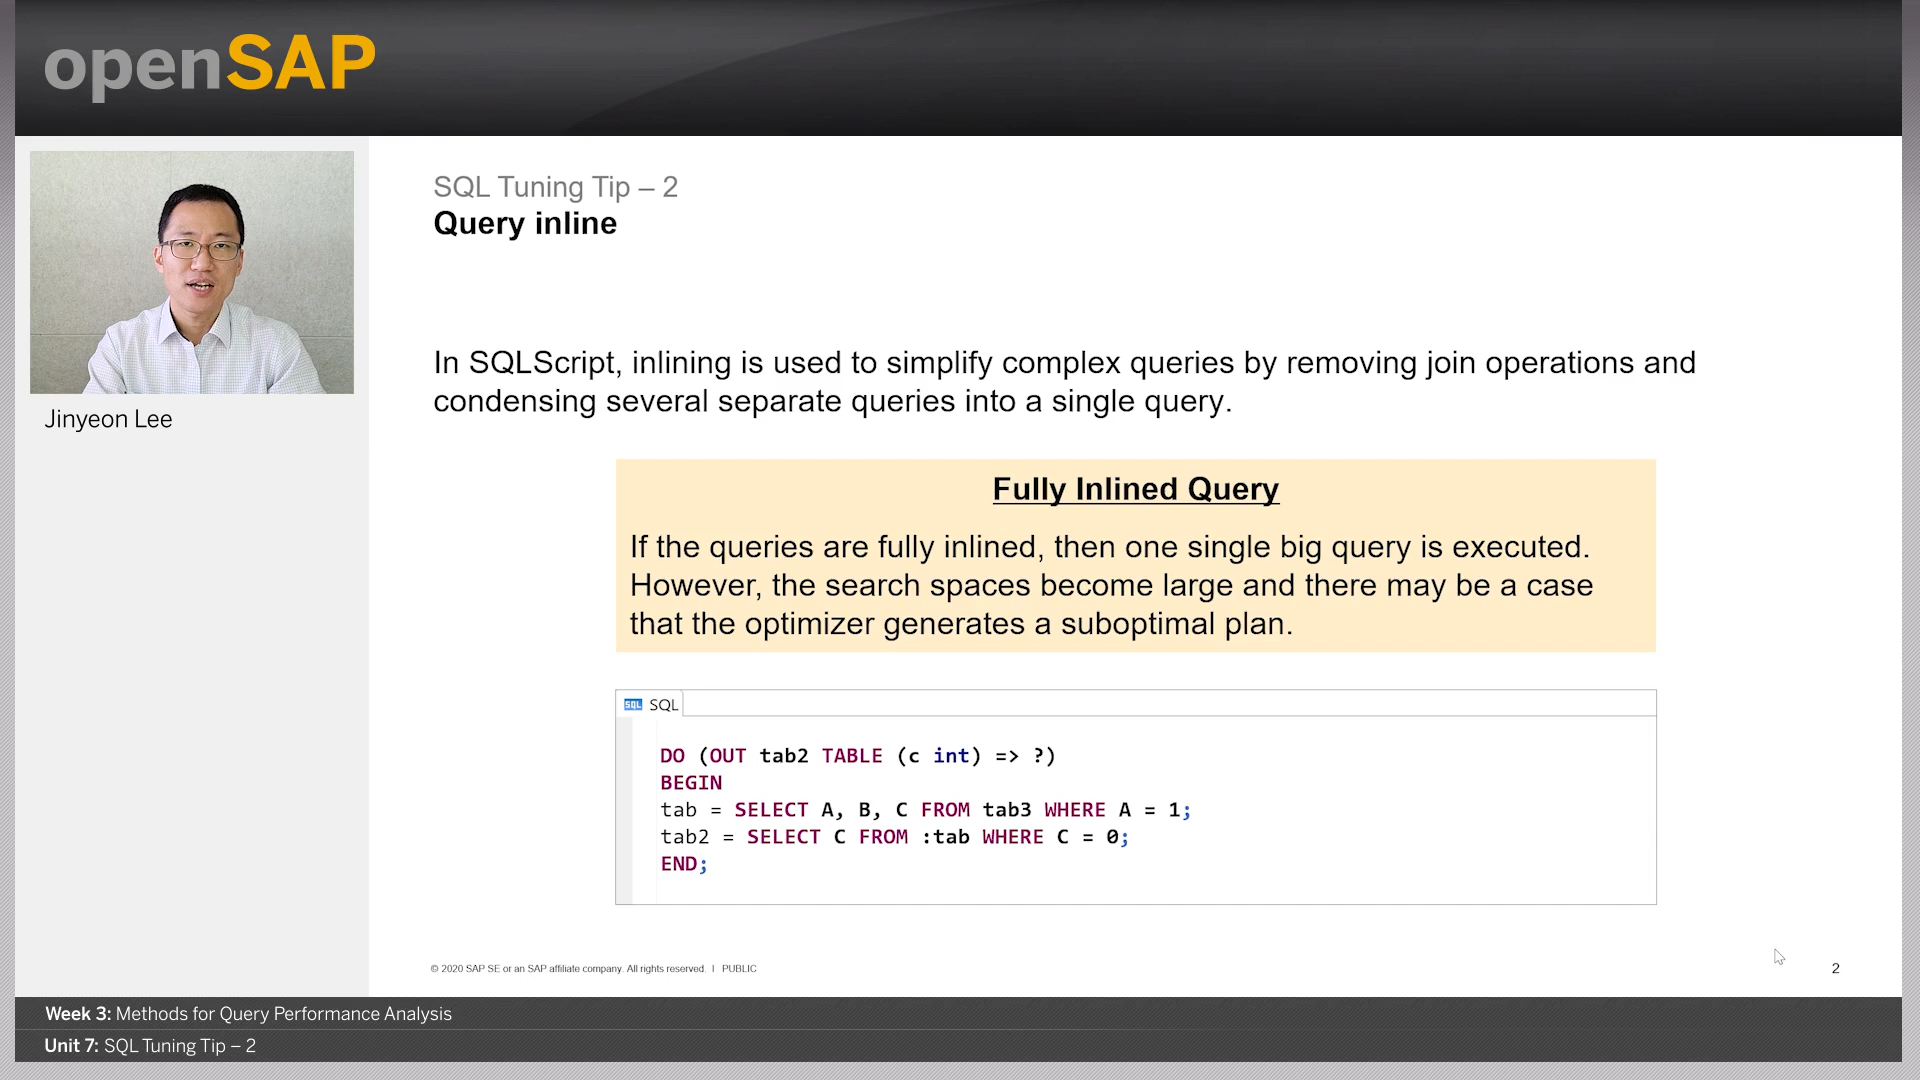 openSAP
Jinyeon Lee
SQL Tuning Tip – 2
Query inline
In SQLScript, inlining is used to simplify complex queries by removing join operations and
condensing several separate queries into a single query.
Fully Inlined Query
If the queries are fully inlined, then one single big query is executed.
However, the search spaces become large and there may be a case
that the optimizer generates a suboptimal plan.
SQL SQL
DO (OUT tab2 TABLE (c int) => ?)
BEGIN
tab = SELECT A, B, C FROM tab3 WHERE A = 1;
tab2 = SELECT C FROM :tab WHERE C = 0;
END;
© 2020 SAP SE or an SAP affiliate company. All rights reserved. I PUBLIC
2
Week 3: Methods for Query Performance Analysis
Unit 7: SQL Tuning Tip – 2